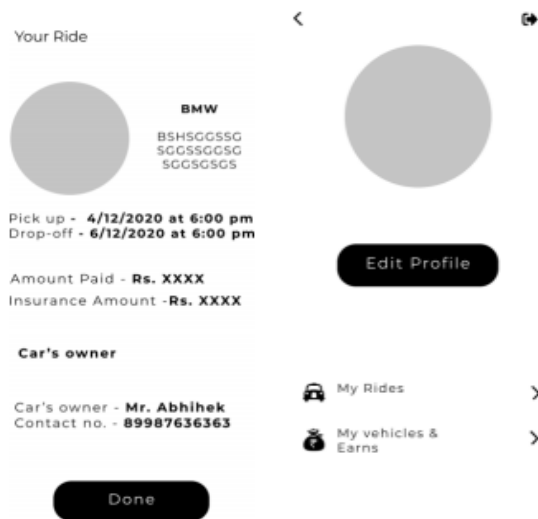 Your Ride
BMW
BSHSGGSSG
SGGSSGGSG
SGGSGSGS
Pick up - 4/12/2020 at 6:00 pm
Drop-off - 6/12/2020 at 6:00 pm
Amount Paid - Rs. XXXX
Insurance Amount -Rs. XXXX
Car's owner
Car's owner - Mr. Abhihek
Contact no. - 89987636363
Done
Edit Profile
My Rides
My vehicles &
Earns